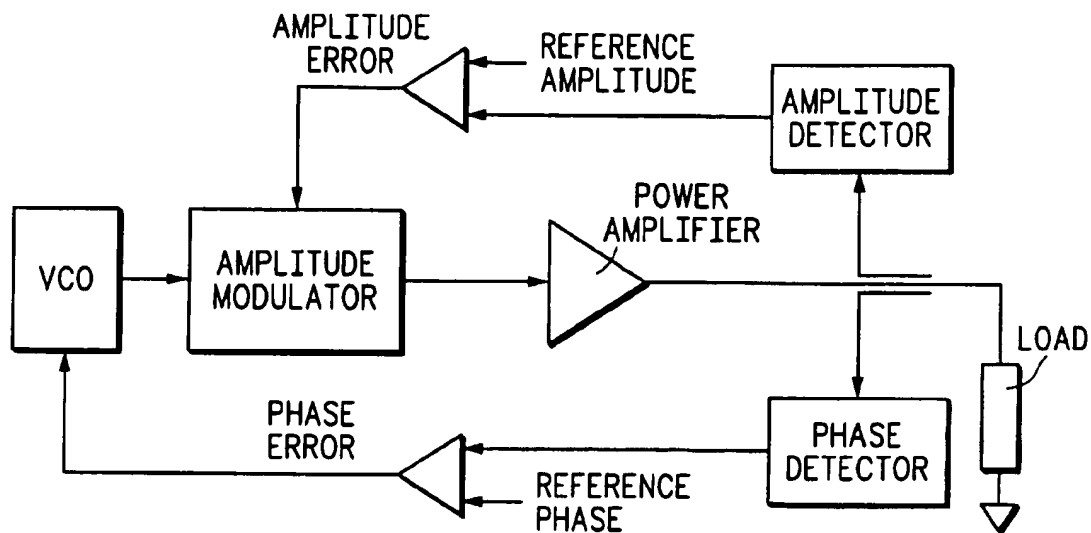 AMPLITUDE
ERROR
REFERENCE
AMPLITUDE
AMPLITUDE
DETECTOR
POWER
AMPLIFIER
VCO
AMPLITUDE
MODULATOR
LOAD
PHASE
ERROR
PHASE
DETECTOR
REFERENCE
PHASE